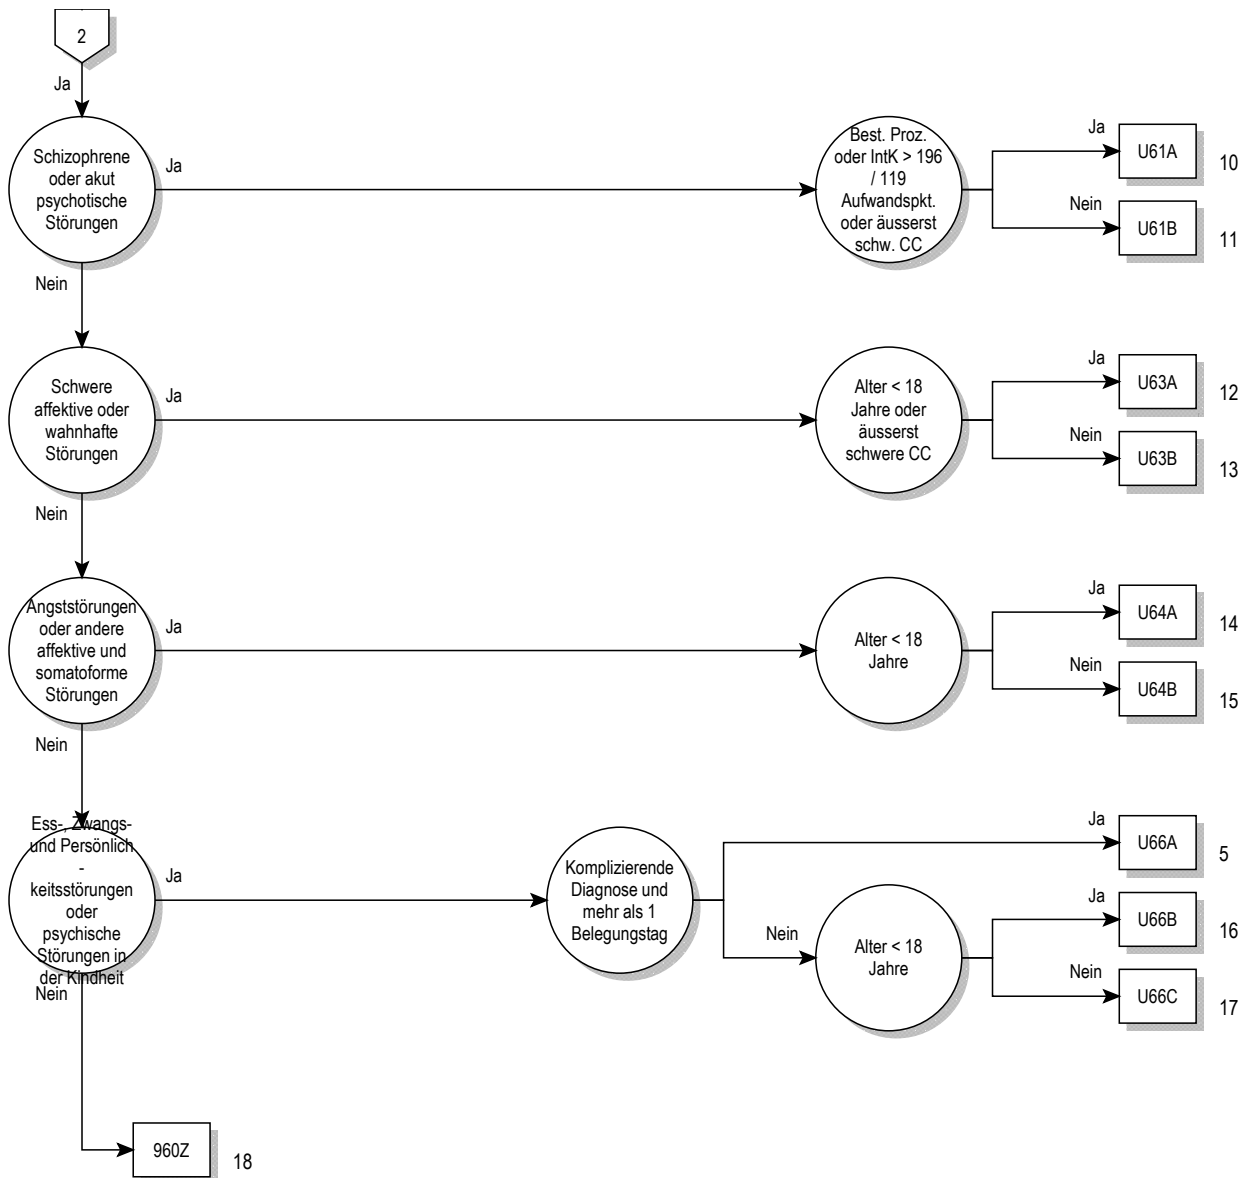 2
Ja
Schizophrene
oder akut
psychotische
Störungen
Ja
Best. Proz.
oder IntK > 196
/ 119
Aufwandspkt.
oder äusserst
schw. CC
Ja
U61A
10
Nein
U61B
11
Nein
Schwere
affektive oder
wahnhafte
Störungen
Ja
Alter < 18
Jahre oder
äusserst
schwere CC
Ja
U63A
12
Nein
U63B
13
Nein
Angststörungen
oder andere
affektive und
somatoforme
Störungen
Ja
Alter < 18
Jahre
Ja
U64A
14
Nein
U64B
15
Nein
Ess-, Zwangs-
und Persönlich
-
keitsstörungen
oder
psychische
Störungen in
der Kindheit
Ja
Komplizierende
Diagnose und
mehr als 1
Belegungstag
Ja
U66A
5
Nein
Alter < 18
Jahre
Ja
U66B
16
Nein
U66C
17
Nein
960Z
18